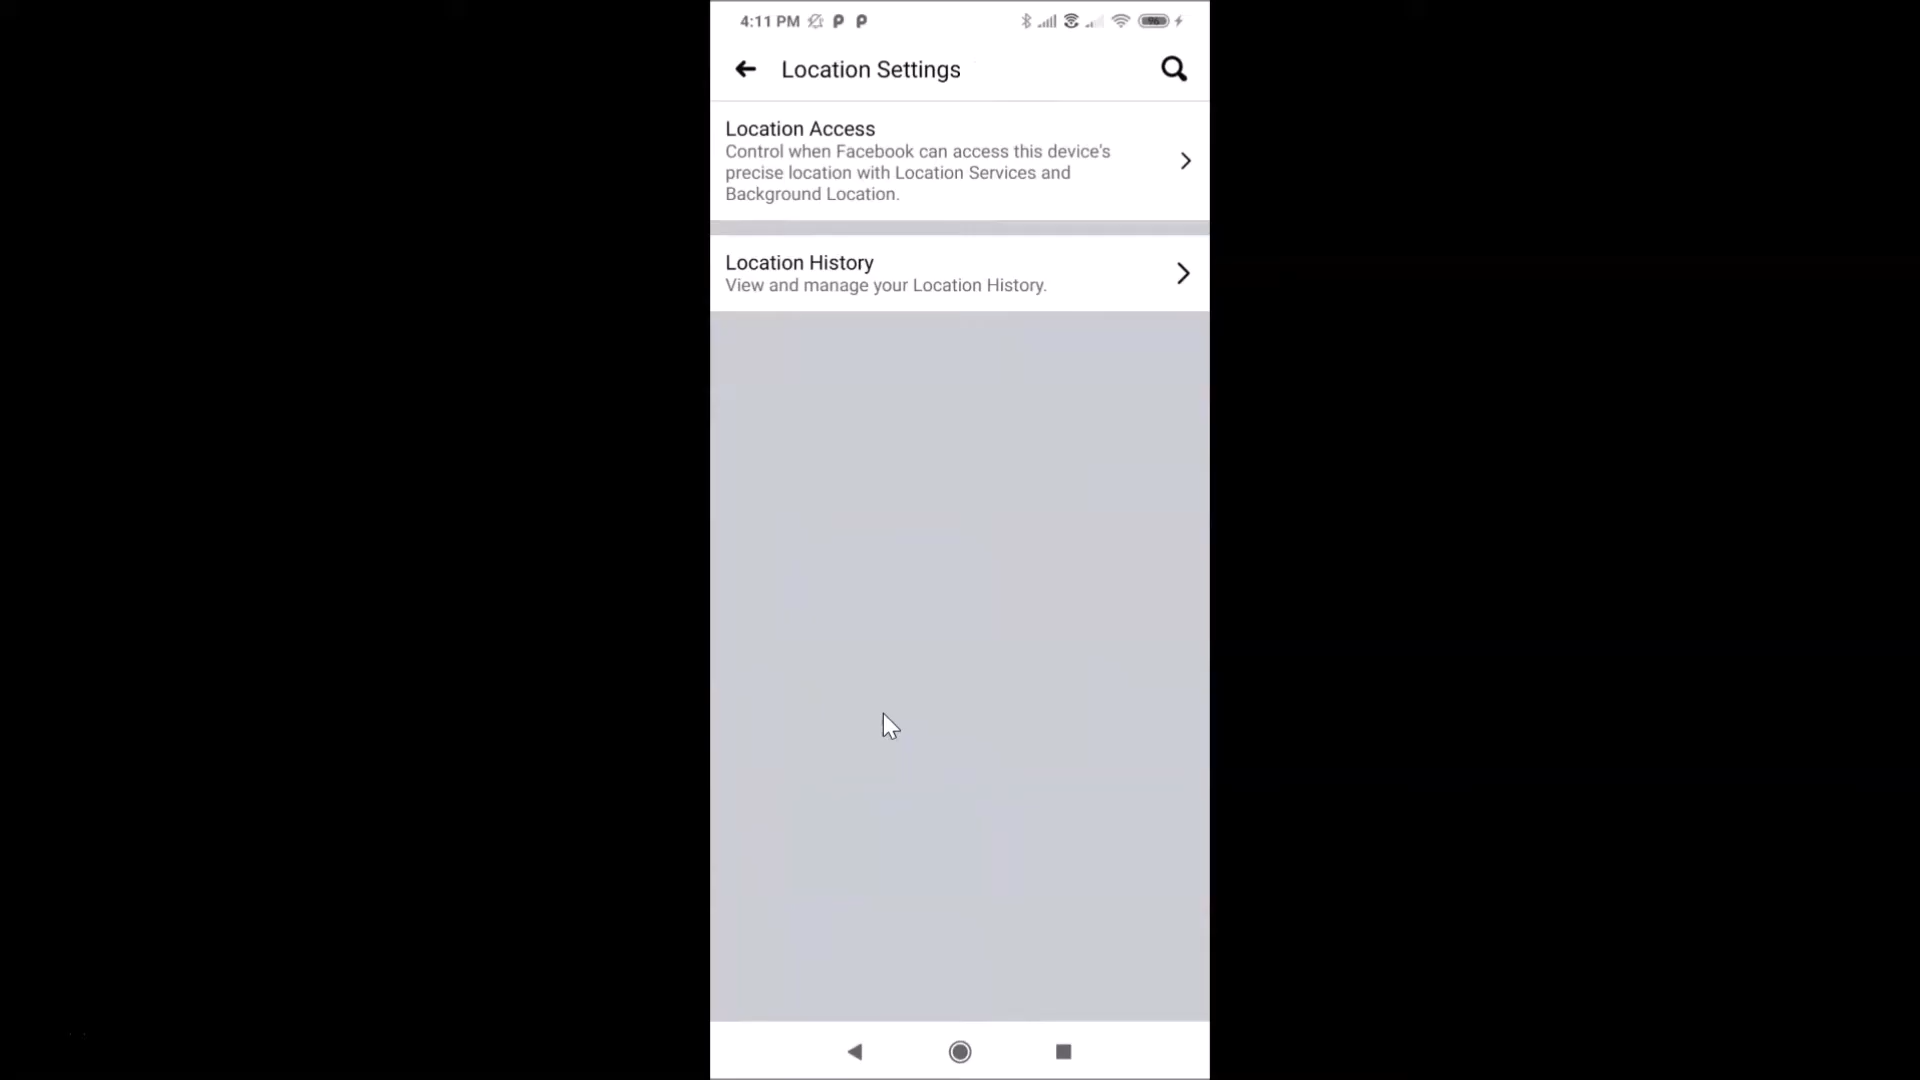 4:11 PM
96
Location Settings
Location Access
Control when Facebook can access this device's
precise location with Location Services and
Background Location.
Location History
View and manage your Location History.